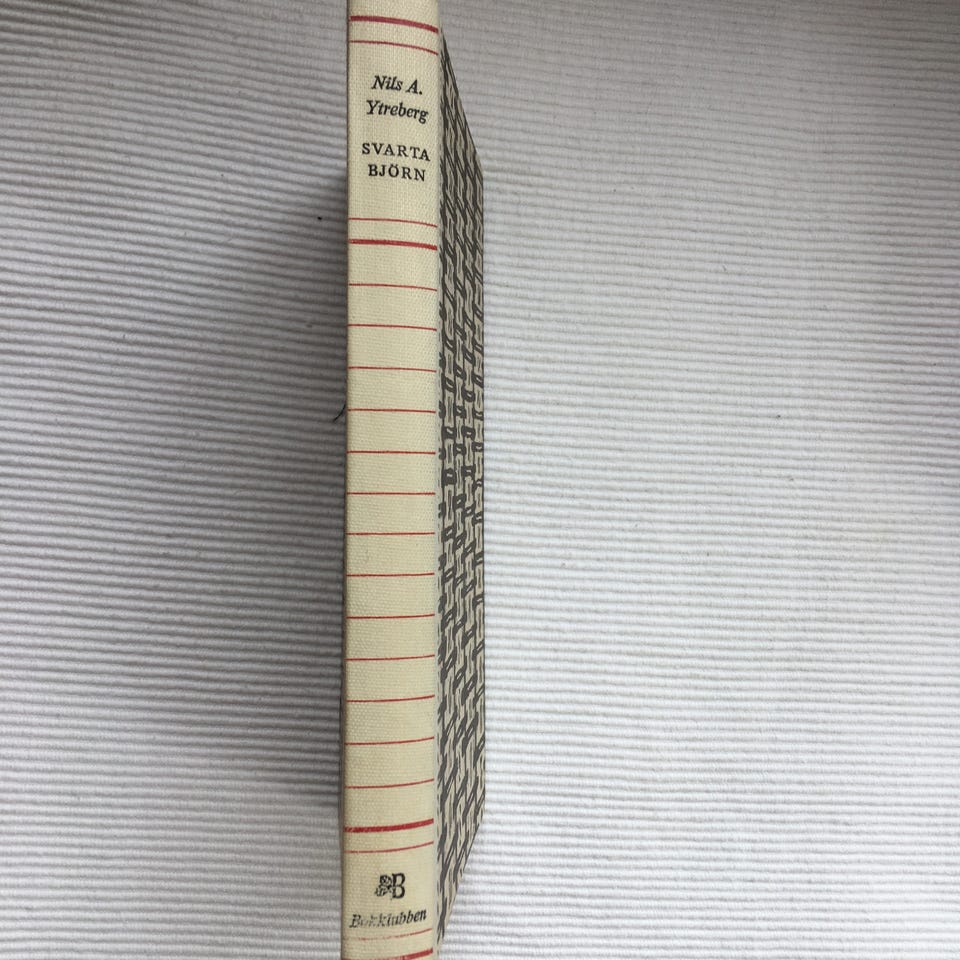 Nils A.
Ytreberg
SVARTA
BJÖRN
B
Bokklubben